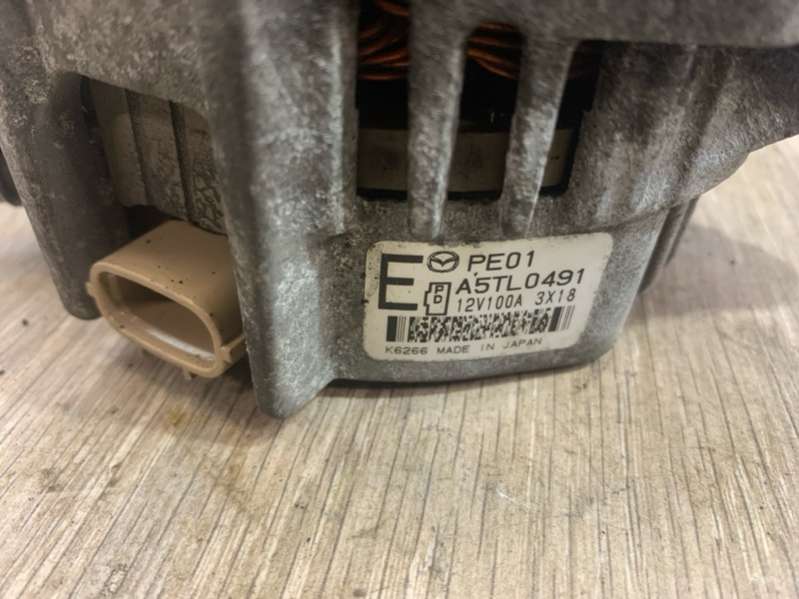 E PE01
A5TL0491
P D
12V100A 3X18
K6266 MADE IN JAPAN